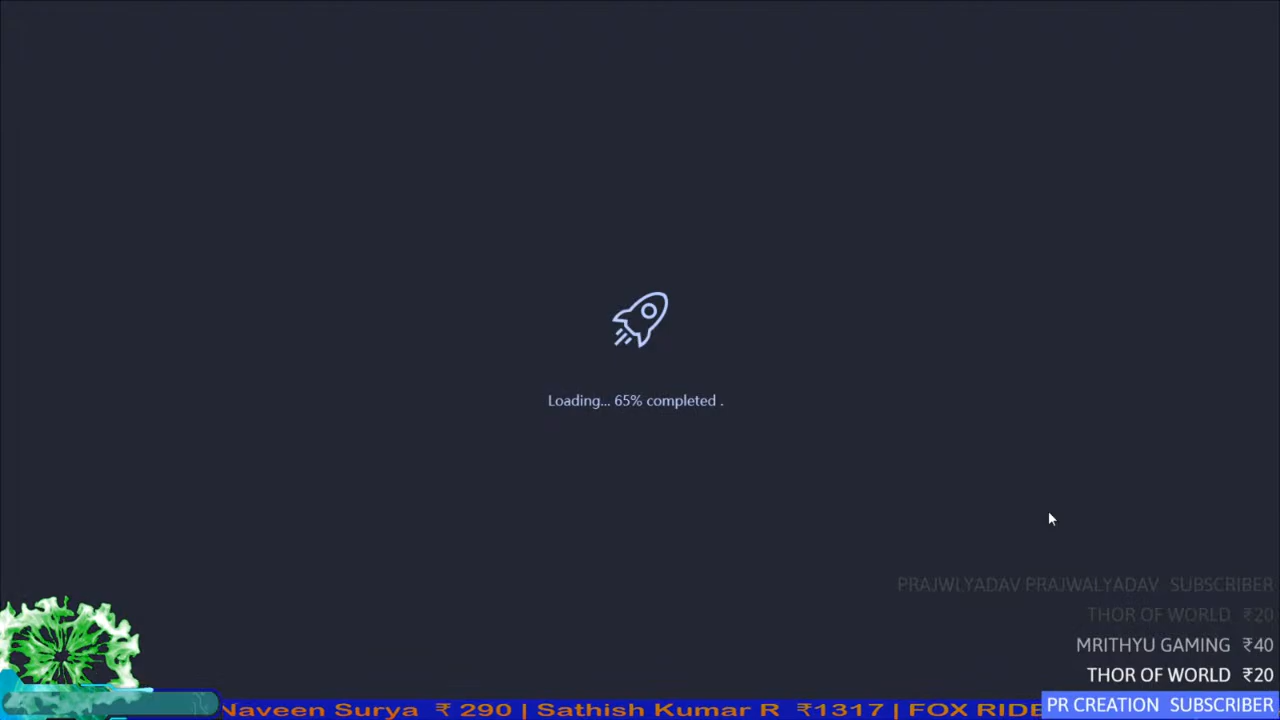 Loading... 65% completed .
PRAJWLYADAV PRAJWALYADAV SUBSCRIBER
THOR OF WORLD ₹20
MRITHYU GAMING ₹40
THOR OF WORLD ₹20
Naveen Surya ₹ 290 | Sathish Kumar R ₹1317 | FOX RIDE
PR CREATION SUBSCRIBER